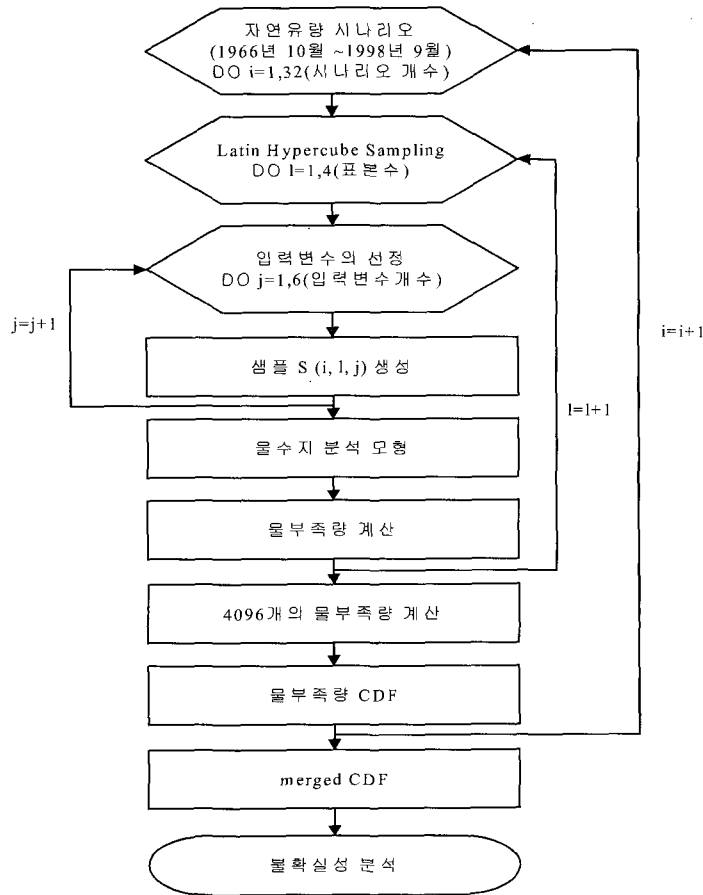 자연유량 시나리오
(1966년 10월 ~1998년 9월)
DO i=1,32(시나리오 개수)
Latin Hypercube Sampling
DO l=1,4(표본수)
입력변수의 선정
DO j=1,6(입력변수개수)
j=j+1
i=i+1
샘플 S (i, l, j) 생성
l=l+1
물수지 분석 모형
물부족량 계산
4096개의 물부족량 계산
물부족량 CDF
merged CDF
불확실성 분석